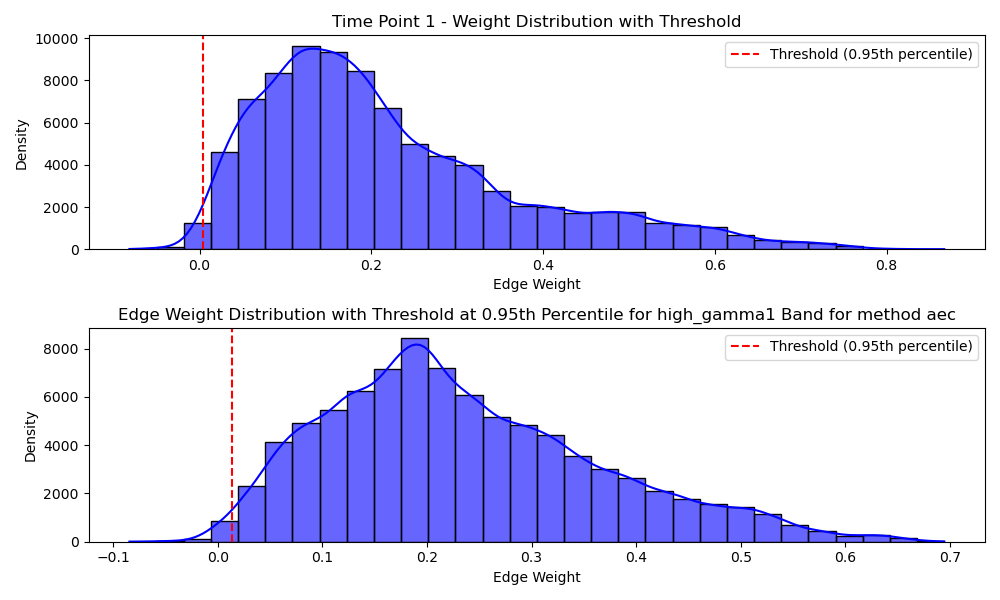 Time Point 1 - Weight Distribution with Threshold
10000
8000
6000
4000
2000
0
Density
Threshold (0.95th percentile)
0.0 0.2 0.4 0.6 0.8
Edge Weight
Edge Weight Distribution with Threshold at 0.95th Percentile for high_gamma1 Band for method aec
8000
6000
4000
2000
0
Density
Threshold (0.95th percentile)
−0.1 0.0 0.1 0.2 0.3 0.4 0.5 0.6 0.7
Edge Weight